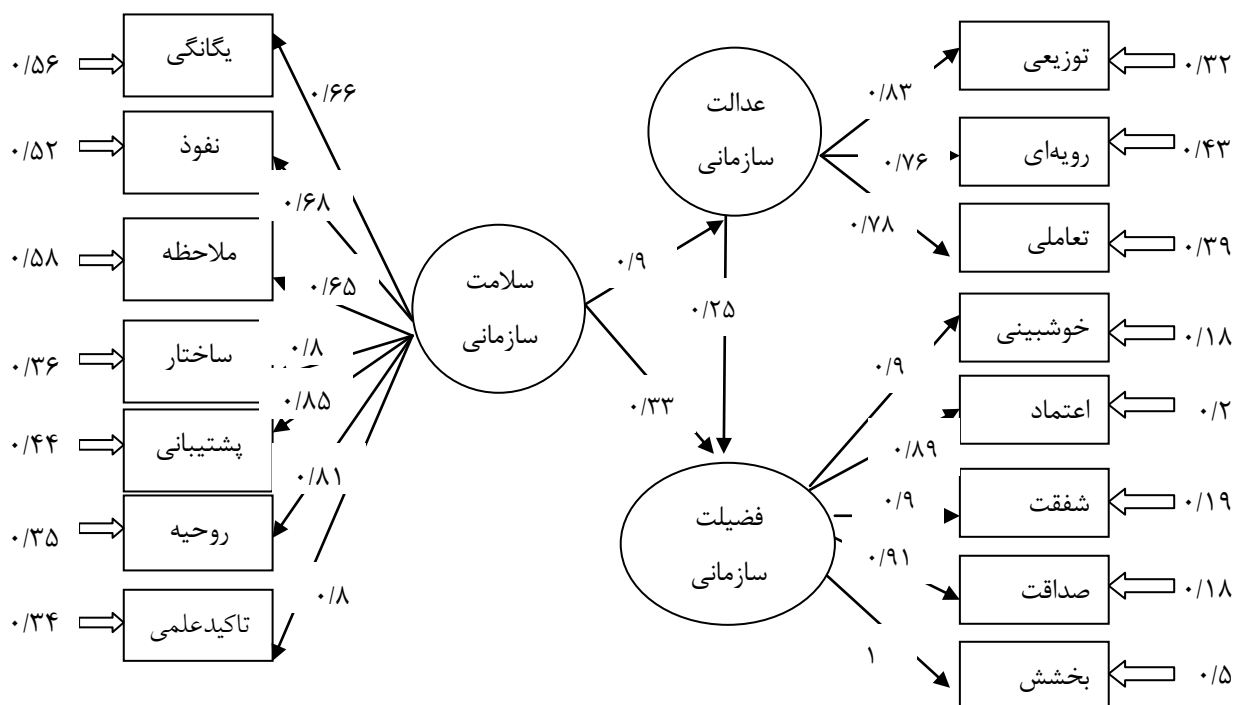 یگانگی
۰/۵۶
۰/۶۶
نفوذ
۰/۵۲
۰/۶۸
ملاحظه
۰/۵۸
۰/۶۵
ساختار
۰/۳۶
۰/۸
پشتیبانی
۰/۴۴
۰/۸۵
روحیه
۰/۳۵
۰/۸۱
تاکیدعلمی
۰/۳۴
۰/۸
سلامت
سازمانی
۰/۹
۰/۳۳
عدالت
سازمانی
۰/۲۵
فضیلت
سازمانی
۰/۸۳
توزیعی
۰/۳۲
۰/۷۶
رویه‌ای
۰/۴۳
۰/۷۸
تعاملی
۰/۳۹
۰/۹
خوشبینی
۰/۱۸
۰/۸۹
اعتماد
۰/۲
۰/۹
شفقت
۰/۱۹
۰/۹۱
صداقت
۰/۱۸
۱
بخشش
۰/۵